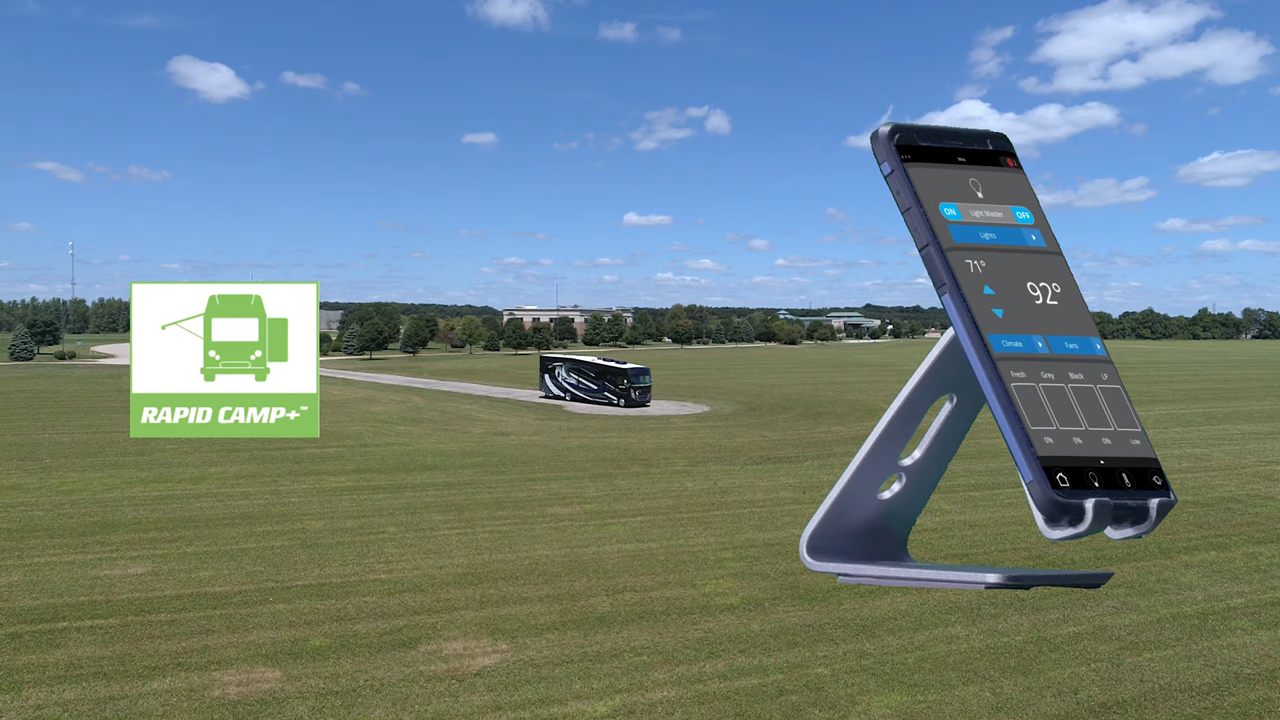 RAPID CAMP+™
ON Light Master OFF
Lights
71°
92°
Climate Fans
Fresh Grey Black LP
0% 0% 0% Low